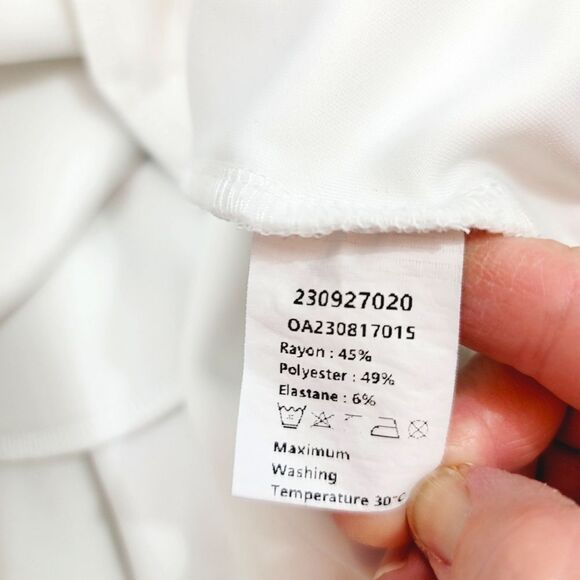 230927020
OA230817015
Rayon : 45%
Polyester : 49%
Elastane : 6%
Maximum
Washing
Temperature 30°C